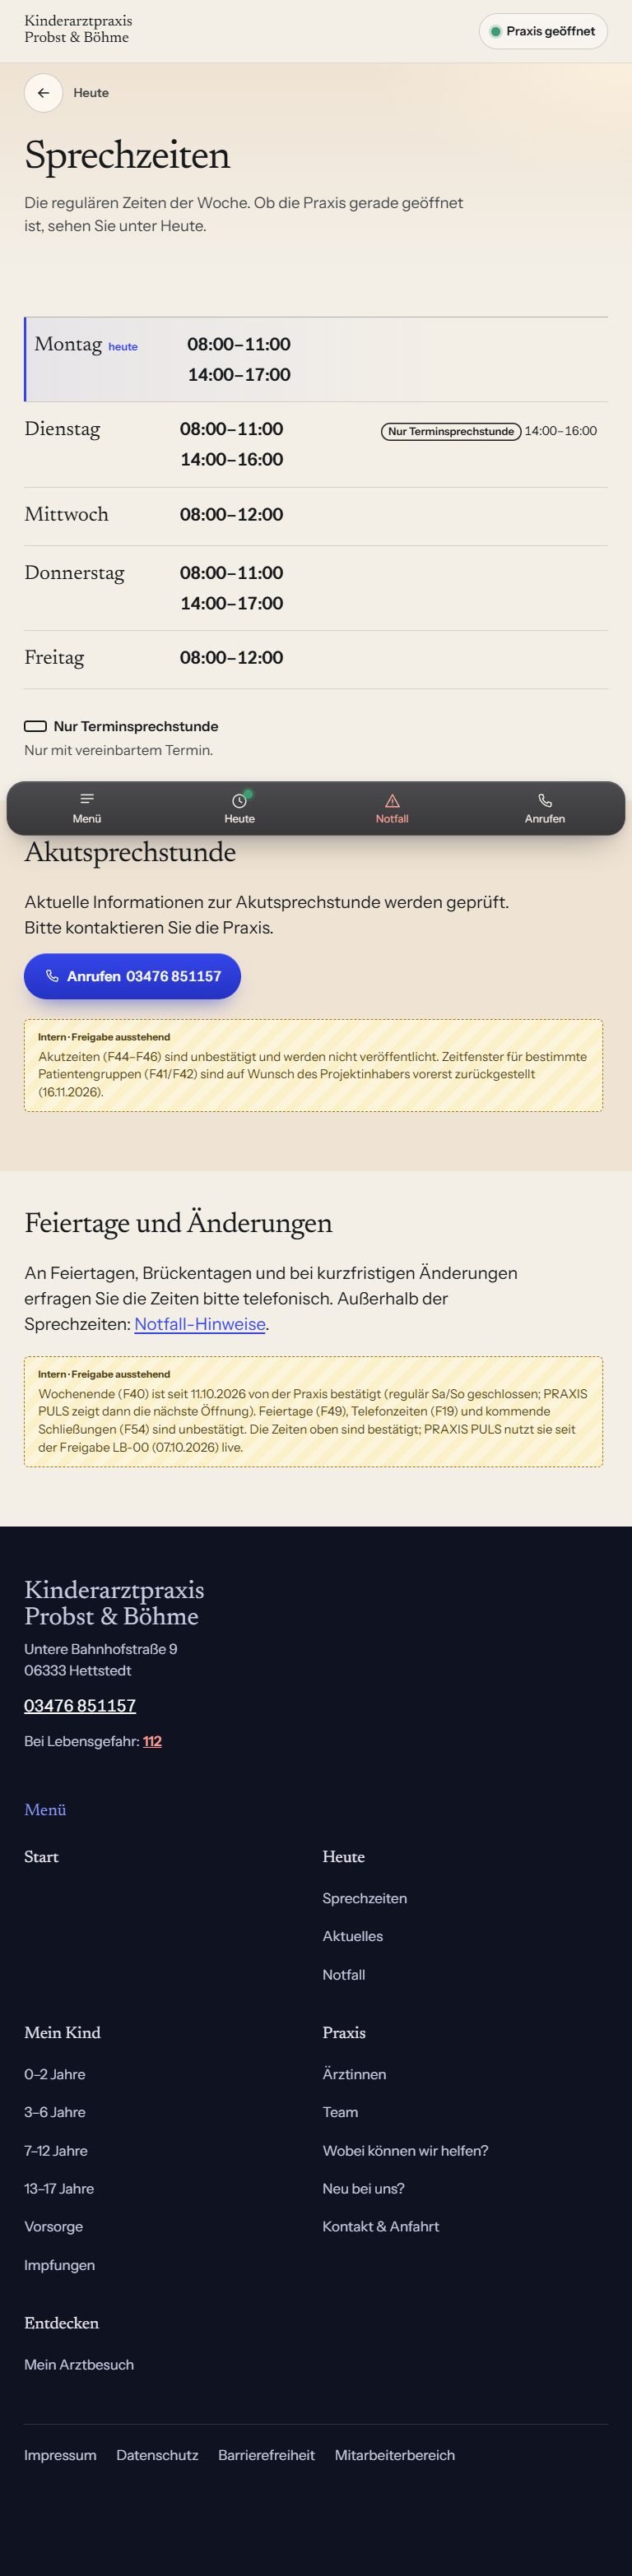 Kinderarztpraxis
Probst & Böhme
Praxis geöffnet
Heute
Sprechzeiten
Die regulären Zeiten der Woche. Ob die Praxis gerade geöffnet
ist, sehen Sie unter Heute.
Montag heute 08:00–11:00
14:00–17:00
Dienstag 08:00–11:00 Nur Terminsprechstunde 14:00–16:00
14:00–16:00
Mittwoch 08:00–12:00
Donnerstag 08:00–11:00
14:00–17:00
Freitag 08:00–12:00
Nur Terminsprechstunde
Nur mit vereinbartem Termin.
Menü Heute Notfall Anrufen
Akutsprechstunde
Aktuelle Informationen zur Akutsprechstunde werden geprüft.
Bitte kontaktieren Sie die Praxis.
Anrufen 03476 851157
Intern · Freigabe ausstehend
Akutzeiten (F44–F46) sind unbestätigt und werden nicht veröffentlicht. Zeitfenster für bestimmte
Patientengruppen (F41/F42) sind auf Wunsch des Projektinhabers vorerst zurückgestellt
(16.11.2026).
Feiertage und Änderungen
An Feiertagen, Brückentagen und bei kurzfristigen Änderungen
erfragen Sie die Zeiten bitte telefonisch. Außerhalb der
Sprechzeiten: Notfall-Hinweise.
Intern · Freigabe ausstehend
Wochenende (F40) ist seit 11.10.2026 von der Praxis bestätigt (regulär Sa/So geschlossen; PRAXIS
PULS zeigt dann die nächste Öffnung). Feiertage (F49), Telefonzeiten (F19) und kommende
Schließungen (F54) sind unbestätigt. Die Zeiten oben sind bestätigt; PRAXIS PULS nutzt sie seit
der Freigabe LB-00 (07.10.2026) live.
Kinderarztpraxis
Probst & Böhme
Untere Bahnhofstraße 9
06333 Hettstedt
03476 851157
Bei Lebensgefahr: 112
Menü
Start
Heute
Sprechzeiten
Aktuelles
Notfall
Mein Kind
0–2 Jahre
3–6 Jahre
7–12 Jahre
13–17 Jahre
Vorsorge
Impfungen
Praxis
Ärztinnen
Team
Wobei können wir helfen?
Neu bei uns?
Kontakt & Anfahrt
Entdecken
Mein Arztbesuch
Impressum Datenschutz Barrierefreiheit Mitarbeiterbereich